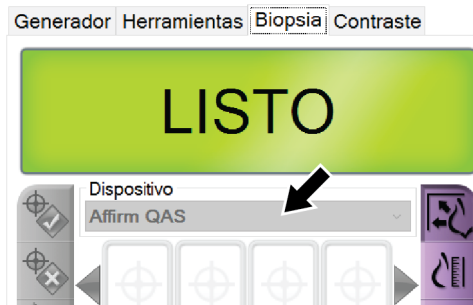 Generador Herramientas Biopsia Contraste
LISTO
Dispositivo
Affirm QAS